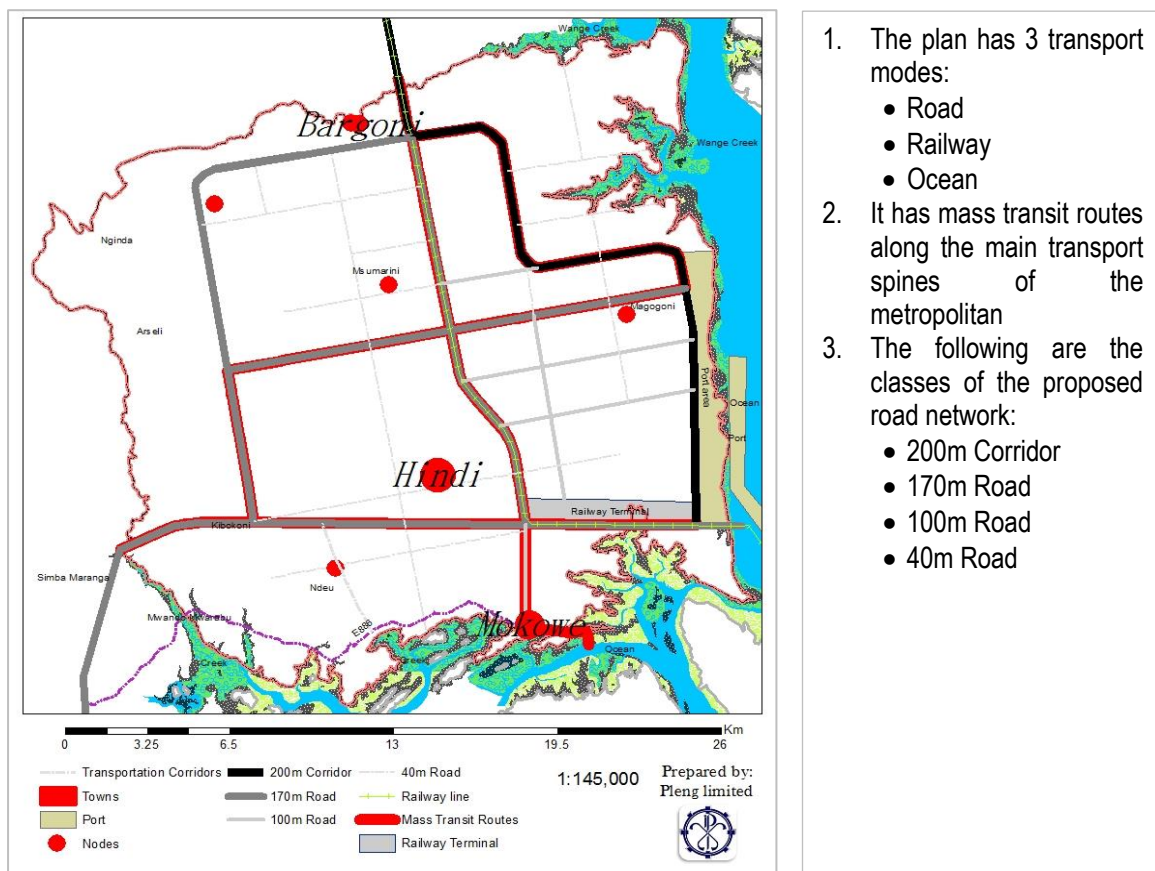 Wange Creek
Bargoni
Wange Creek
Nginda
Msumarini
Magogoni
Arseli
Port area
Ocean
Port
Hindi
Railway Terminal
Kibokoni
Simba Maranga
Ndeu
E886
Mokowe
Creek
Creek
Ocean
0 3.25 6.5 13 19.5 26 Km
Transportation Corridors 200m Corridor 40m Road
Towns 170m Road Railway line
Port 100m Road Mass Transit Routes
Nodes Railway Terminal
1:145,000
Prepared by:
Pleng limited
1. The plan has 3 transport
modes:
• Road
• Railway
• Ocean
2. It has mass transit routes
along the main transport
spines of the
metropolitan
3. The following are the
classes of the proposed
road network:
• 200m Corridor
• 170m Road
• 100m Road
• 40m Road